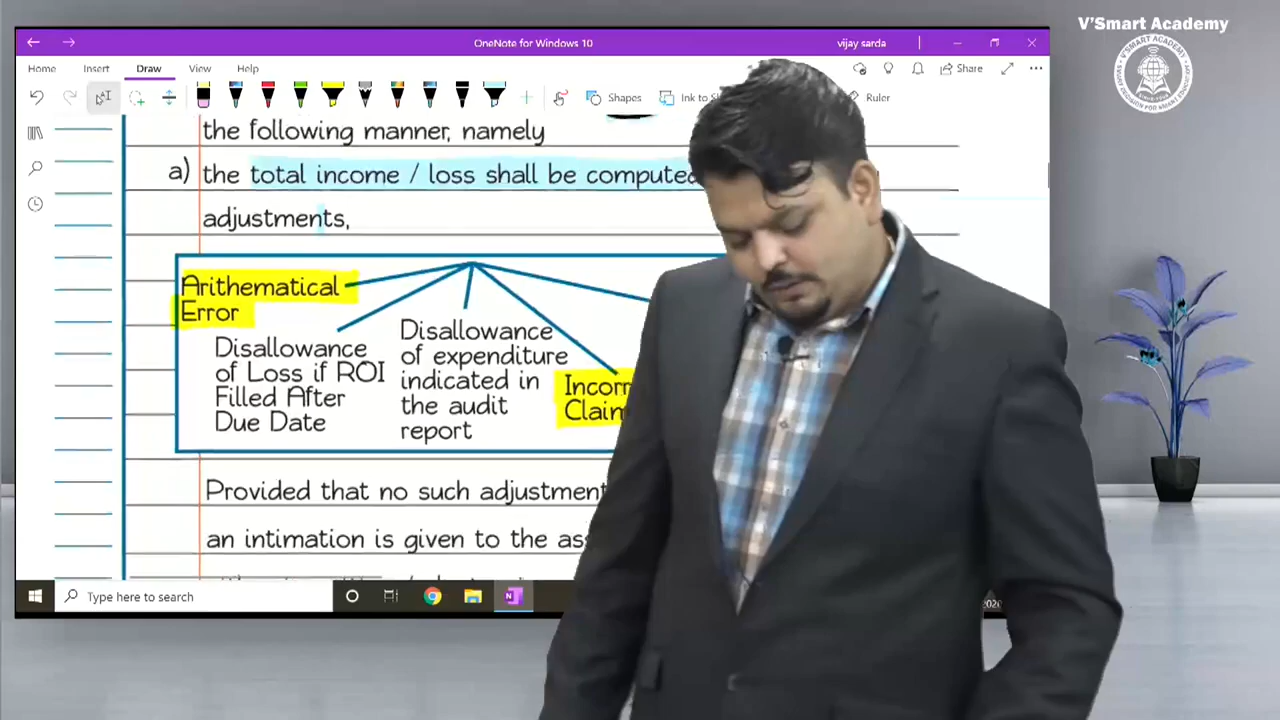 V'Smart Academy
OneNote for Windows 10
vijay sarda
Home Insert Draw View Help
Share
Shapes
Ink to
Ruler
the following manner, namely
a) the total income / loss shall be computed
adjustments,
Arithematical
Error
Disallowance
of Loss if ROI
Filled After
Due Date
Disallowance
of expenditure
indicated in
the audit
report
Provided that no such adjustment
an intimation is given to the
Type here to search